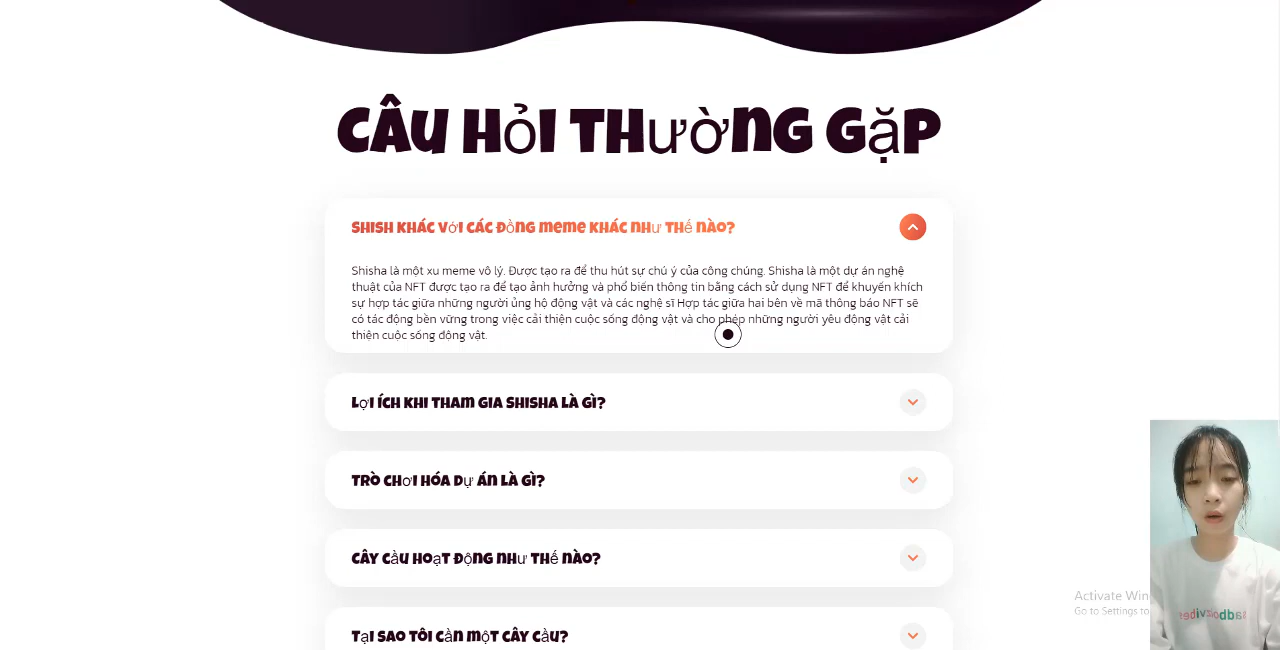 Câu Hỏi Thường Gặp
Shish khác với các đồng meme khác như thế nào?
Shisha là một xu meme vô lý. Được tạo ra để thu hút sự chú ý của công chúng. Shisha là một dự án nghệ
thuật của NFT được tạo ra để tạo ảnh hưởng và phổ biến thông tin bằng cách sử dụng NFT để khuyến khích
sự hợp tác giữa những người ủng hộ động vật và các nghệ sĩ Hợp tác giữa hai bên về mã thông báo NFT sẽ
có tác động bền vững trong việc cải thiện cuộc sống động vật và cho phép những người yêu động vật cải
thiện cuộc sống động vật.
Lợi ích khi tham gia Shisha là gì?
Trò chơi hóa dự án là gì?
Cây cầu hoạt động như thế nào?
Tại sao tôi cần một cây cầu?
Activate Win
Go to Settings to